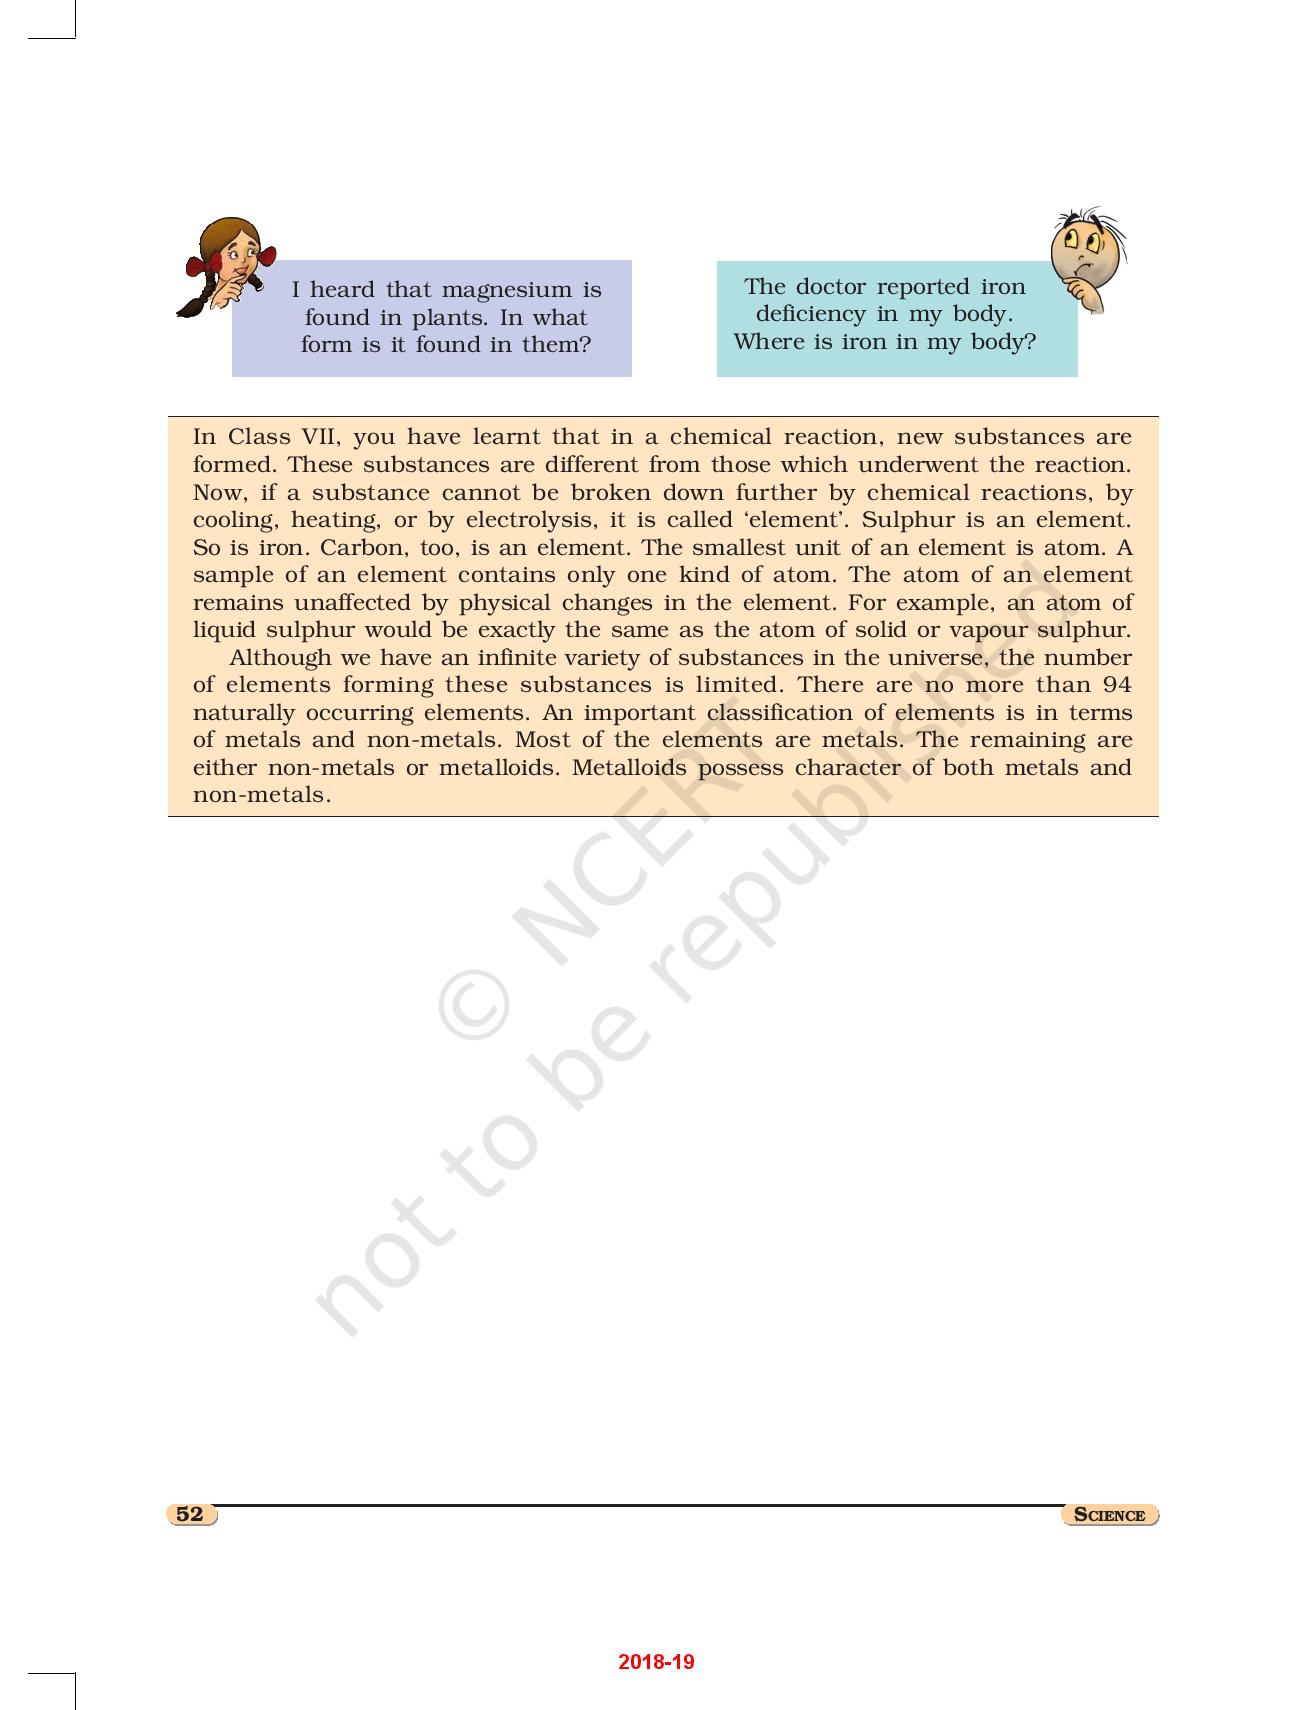 I heard that magnesium is
found in plants. In what
form is it found in them?
The doctor reported iron
deficiency in my body.
Where is iron in my body?
In Class VII, you have learnt that in a chemical reaction, new substances are
formed. These substances are different from those which underwent the reaction.
Now, if a substance cannot be broken down further by chemical reactions, by
cooling, heating, or by electrolysis, it is called ‘element’. Sulphur is an element.
So is iron. Carbon, too, is an element. The smallest unit of an element is atom. A
sample of an element contains only one kind of atom. The atom of an element
remains unaffected by physical changes in the element. For example, an atom of
liquid sulphur would be exactly the same as the atom of solid or vapour sulphur.
Although we have an infinite variety of substances in the universe, the number
of elements forming these substances is limited. There are no more than 94
naturally occurring elements. An important classification of elements is in terms
of metals and non-metals. Most of the elements are metals. The remaining are
either non-metals or metalloids. Metalloids possess character of both metals and
non-metals.
© NCERT
not to be republished
52
SCIENCE
2018-19